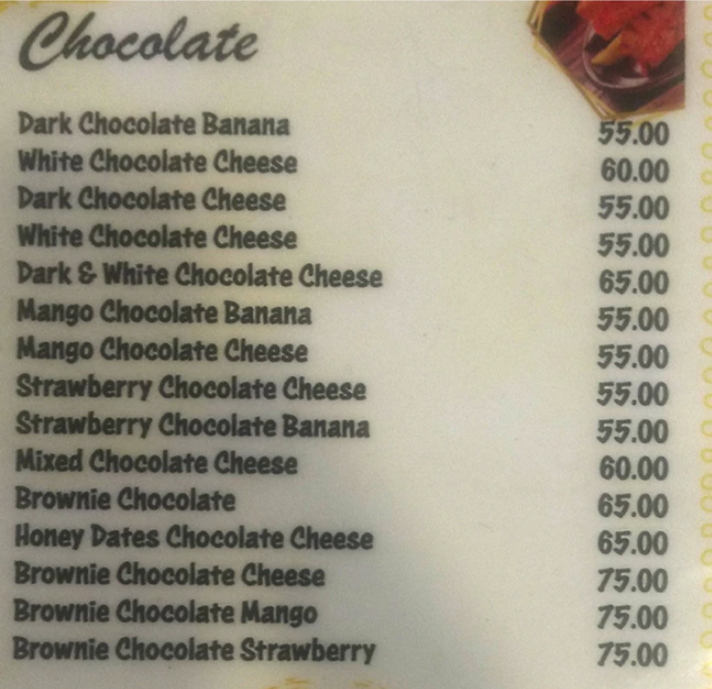 Chocolate
Dark Chocolate Banana 55.00
White Chocolate Cheese 60.00
Dark Chocolate Cheese 55.00
White Chocolate Cheese 55.00
Dark & White Chocolate Cheese 65.00
Mango Chocolate Banana 55.00
Mango Chocolate Cheese 55.00
Strawberry Chocolate Cheese 55.00
Strawberry Chocolate Banana 55.00
Mixed Chocolate Cheese 60.00
Brownie Chocolate 65.00
Honey Dates Chocolate Cheese 65.00
Brownie Chocolate Cheese 75.00
Brownie Chocolate Mango 75.00
Brownie Chocolate Strawberry 75.00